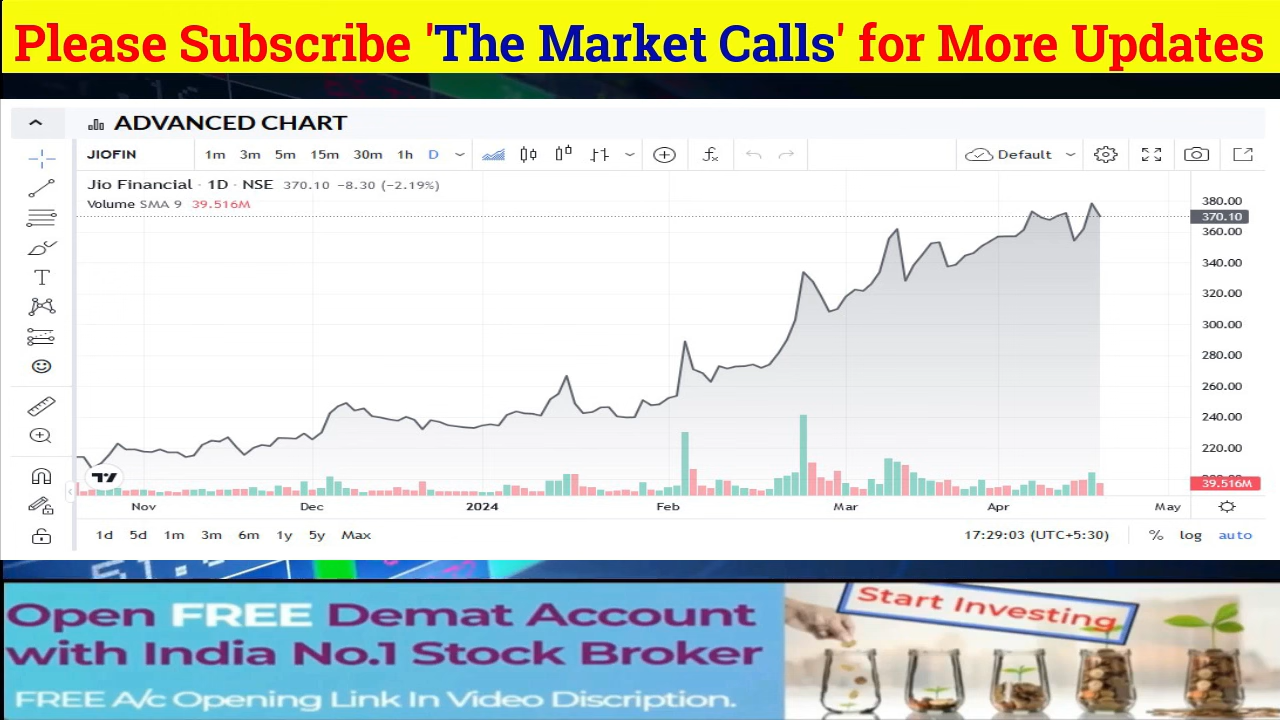 Please Subscribe 'The Market Calls' for More Updates
ADVANCED CHART
JIOFIN 1m 3m 5m 15m 30m 1h D Default
Jio Financial · 1D · NSE 370.10 −8.30 (−2.19%)
Volume SMA 9 39.516M
380.00
370.10
360.00
340.00
320.00
300.00
280.00
260.00
240.00
220.00
39.516M
Nov Dec 2024 Feb Mar Apr May
1d 5d 1m 3m 6m 1y 5y Max 17:29:03 (UTC+5:30) % log auto
Open FREE Demat Account
with India No.1 Stock Broker
FREE A/c Opening Link In Video Discription.
Start Investing